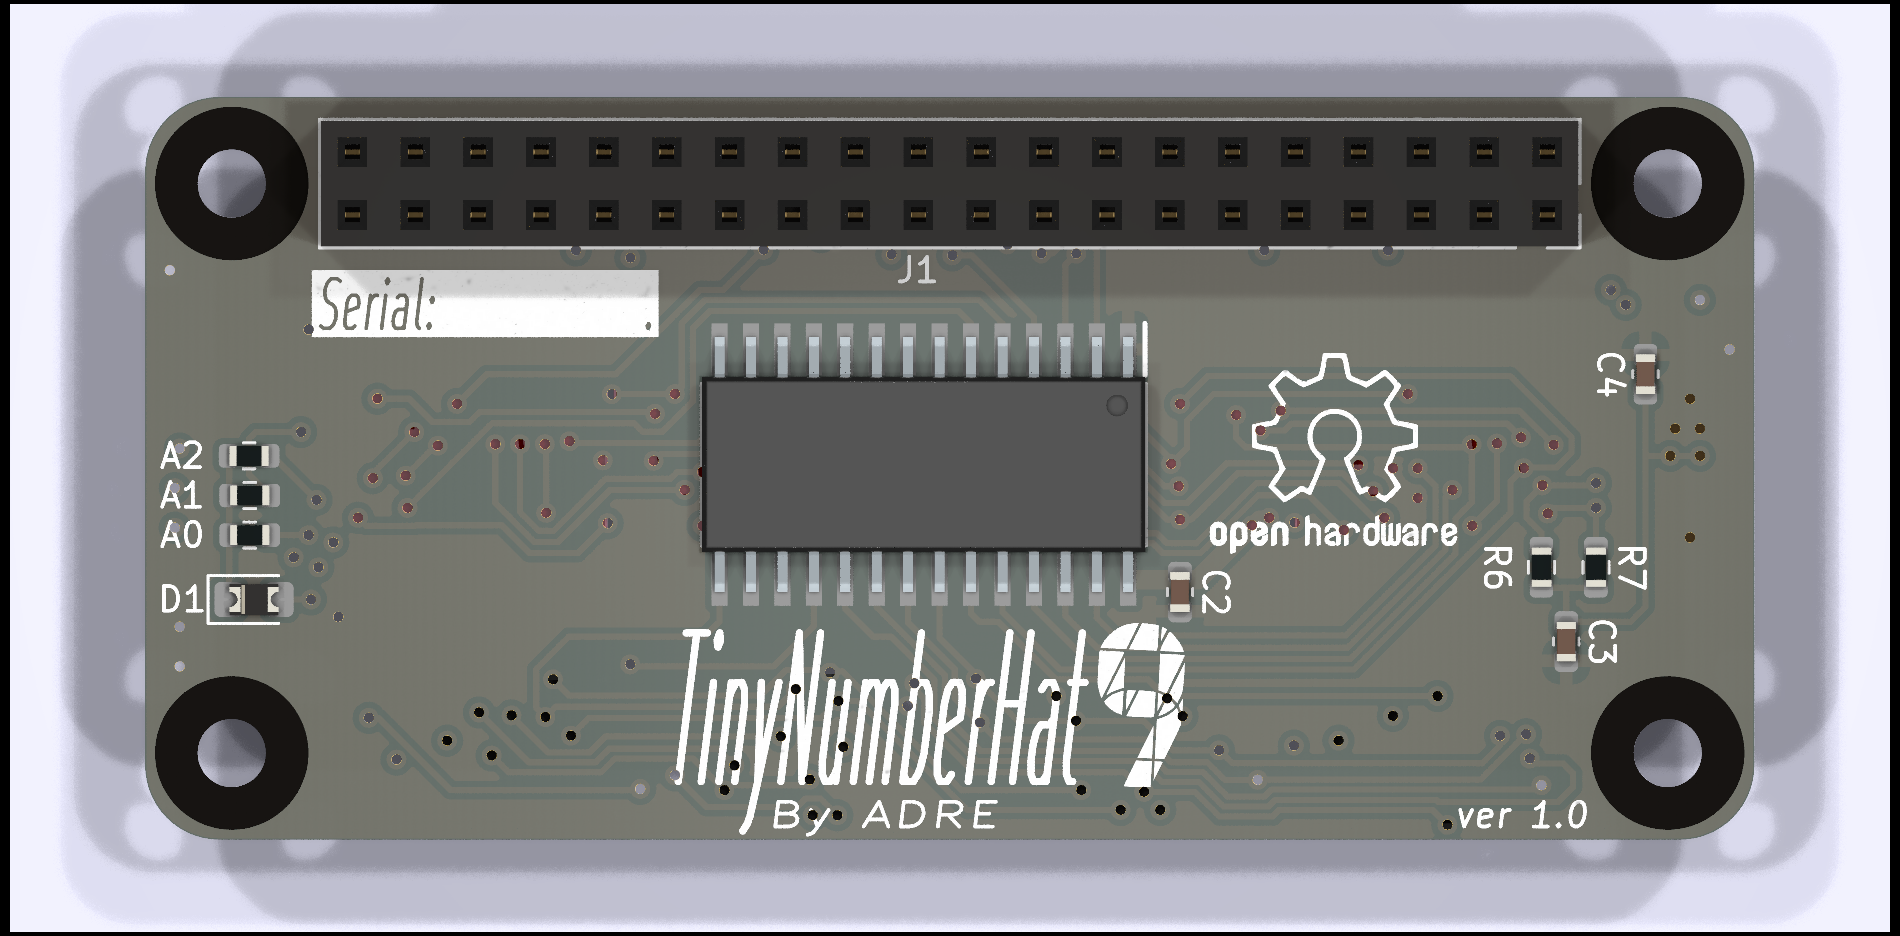 J1
Serial: .
C4
A2
A1
A0
open hardware
D1
R6
R7
C2
C3
TinyNumberHat9
By ADRE
ver 1.0